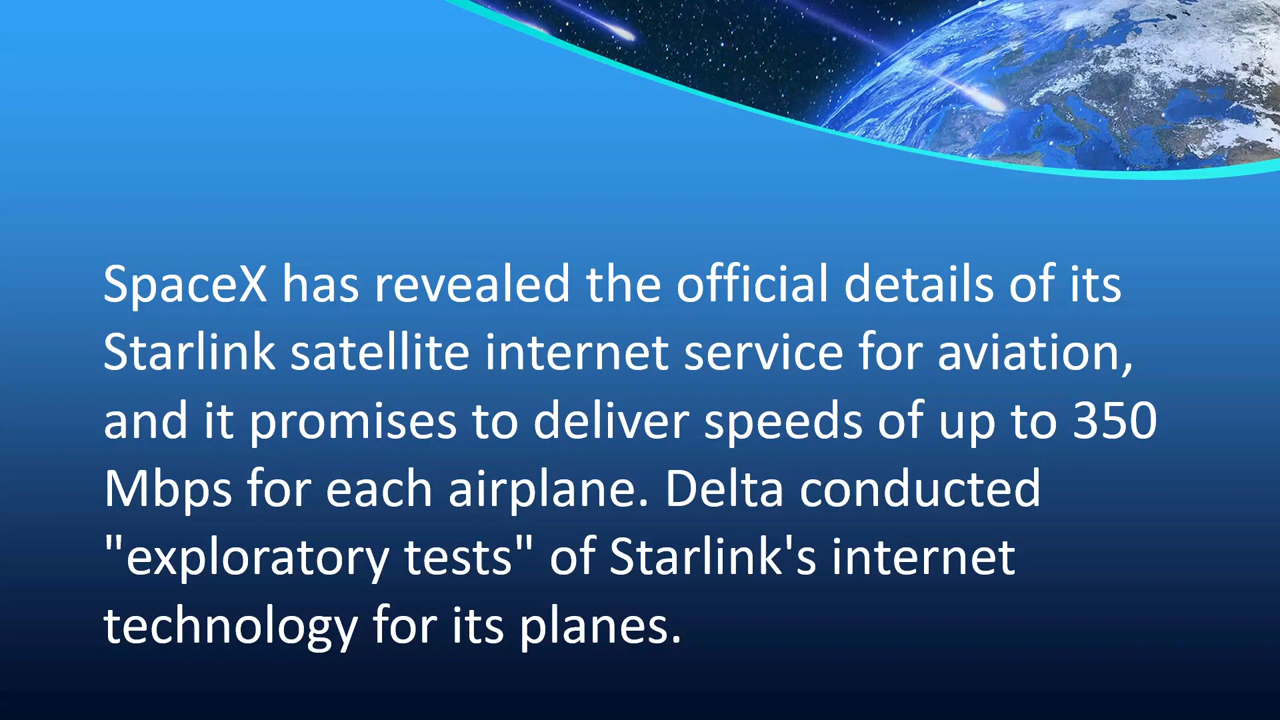 SpaceX has revealed the official details of its
Starlink satellite internet service for aviation,
and it promises to deliver speeds of up to 350
Mbps for each airplane. Delta conducted
"exploratory tests" of Starlink's internet
technology for its planes.